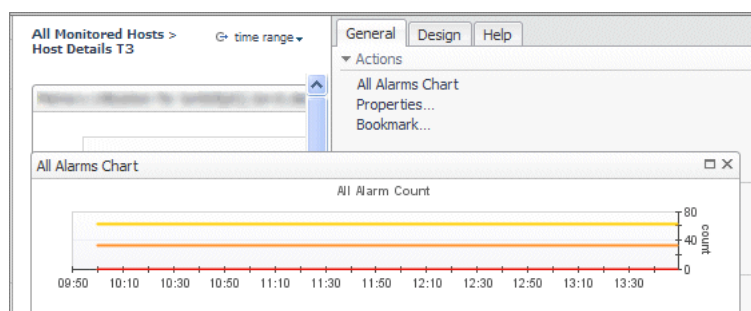 All Monitored Hosts >
Host Details T3
time range
General Design Help
Actions
All Alarms Chart
Properties...
Bookmark...
All Alarms Chart
All Alarm Count
80
40
0
count
09:50 10:10 10:30 10:50 11:10 11:30 11:50 12:10 12:30 12:50 13:10 13:30